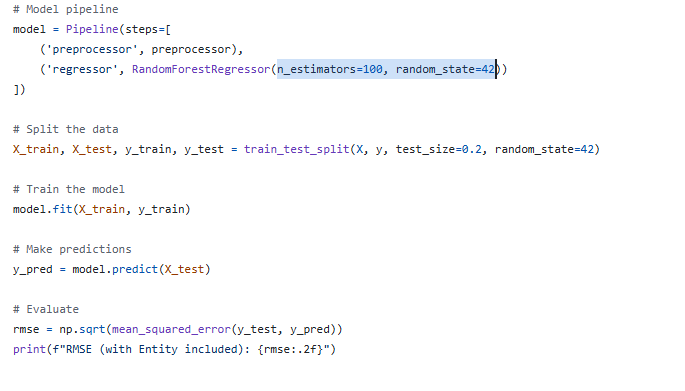 # Model pipeline
model = Pipeline(steps=[
    ('preprocessor', preprocessor),
    ('regressor', RandomForestRegressor(n_estimators=100, random_state=42))
])
# Split the data
X_train, X_test, y_train, y_test = train_test_split(X, y, test_size=0.2, random_state=42)
# Train the model
model.fit(X_train, y_train)
# Make predictions
y_pred = model.predict(X_test)
# Evaluate
rmse = np.sqrt(mean_squared_error(y_test, y_pred))
print(f"RMSE (with Entity included): {rmse:.2f}")